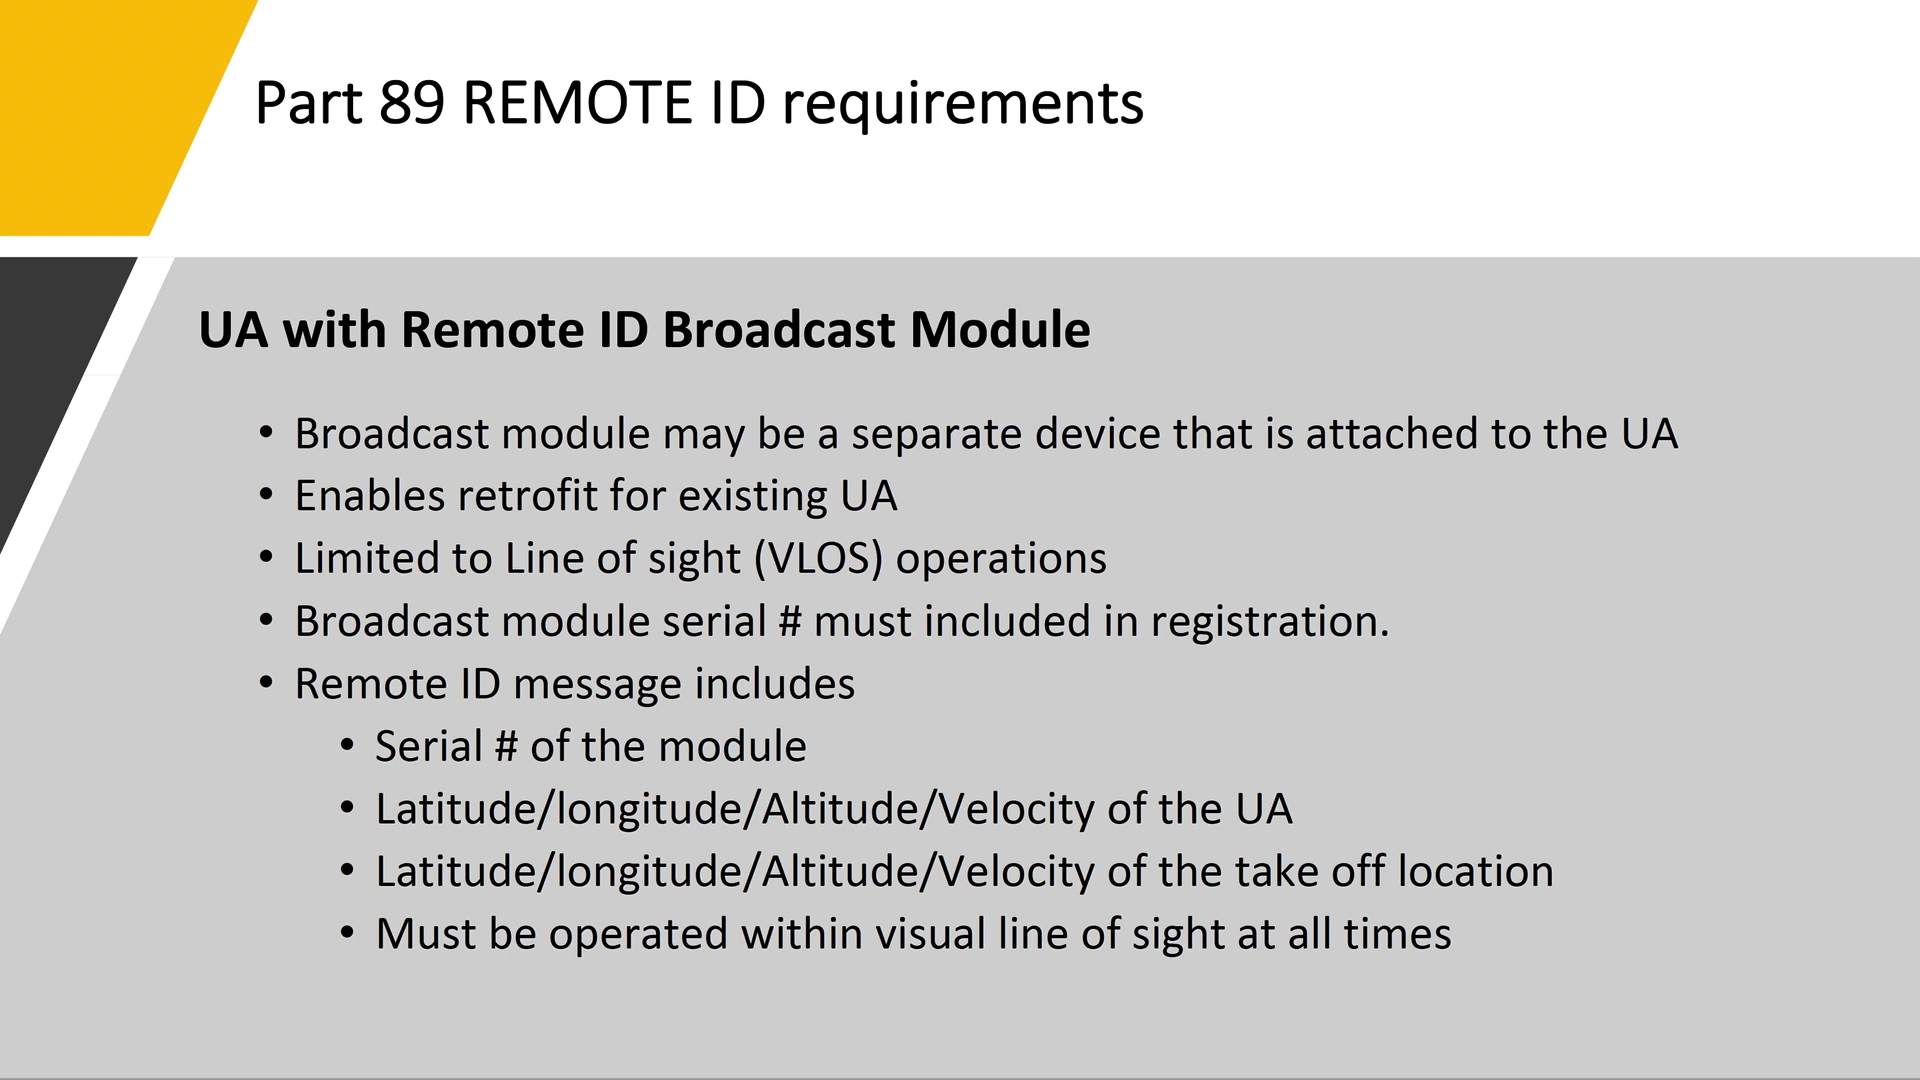 Part 89 REMOTE ID requirements
UA with Remote ID Broadcast Module
• Broadcast module may be a separate device that is attached to the UA
• Enables retrofit for existing UA
• Limited to Line of sight (VLOS) operations
• Broadcast module serial # must included in registration.
• Remote ID message includes
• Serial # of the module
• Latitude/longitude/Altitude/Velocity of the UA
• Latitude/longitude/Altitude/Velocity of the take off location
• Must be operated within visual line of sight at all times